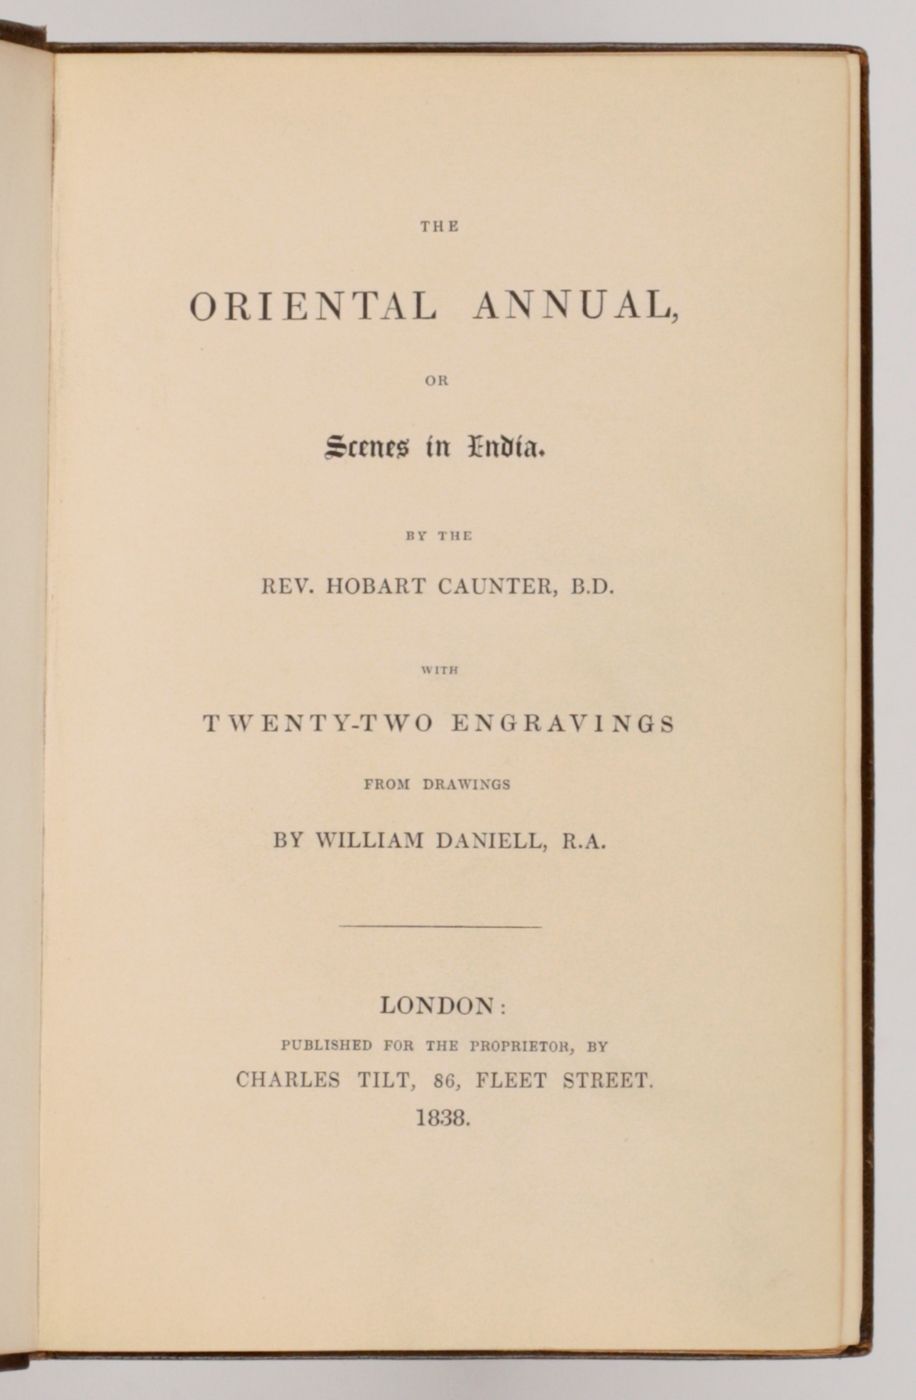 THE
ORIENTAL ANNUAL,
OR
Scenes in India.
BY THE
REV. HOBART CAUNTER, B.D.
WITH
TWENTY-TWO ENGRAVINGS
FROM DRAWINGS
BY WILLIAM DANIELL, R.A.
LONDON:
PUBLISHED FOR THE PROPRIETOR, BY
CHARLES TILT, 86, FLEET STREET.
1838.